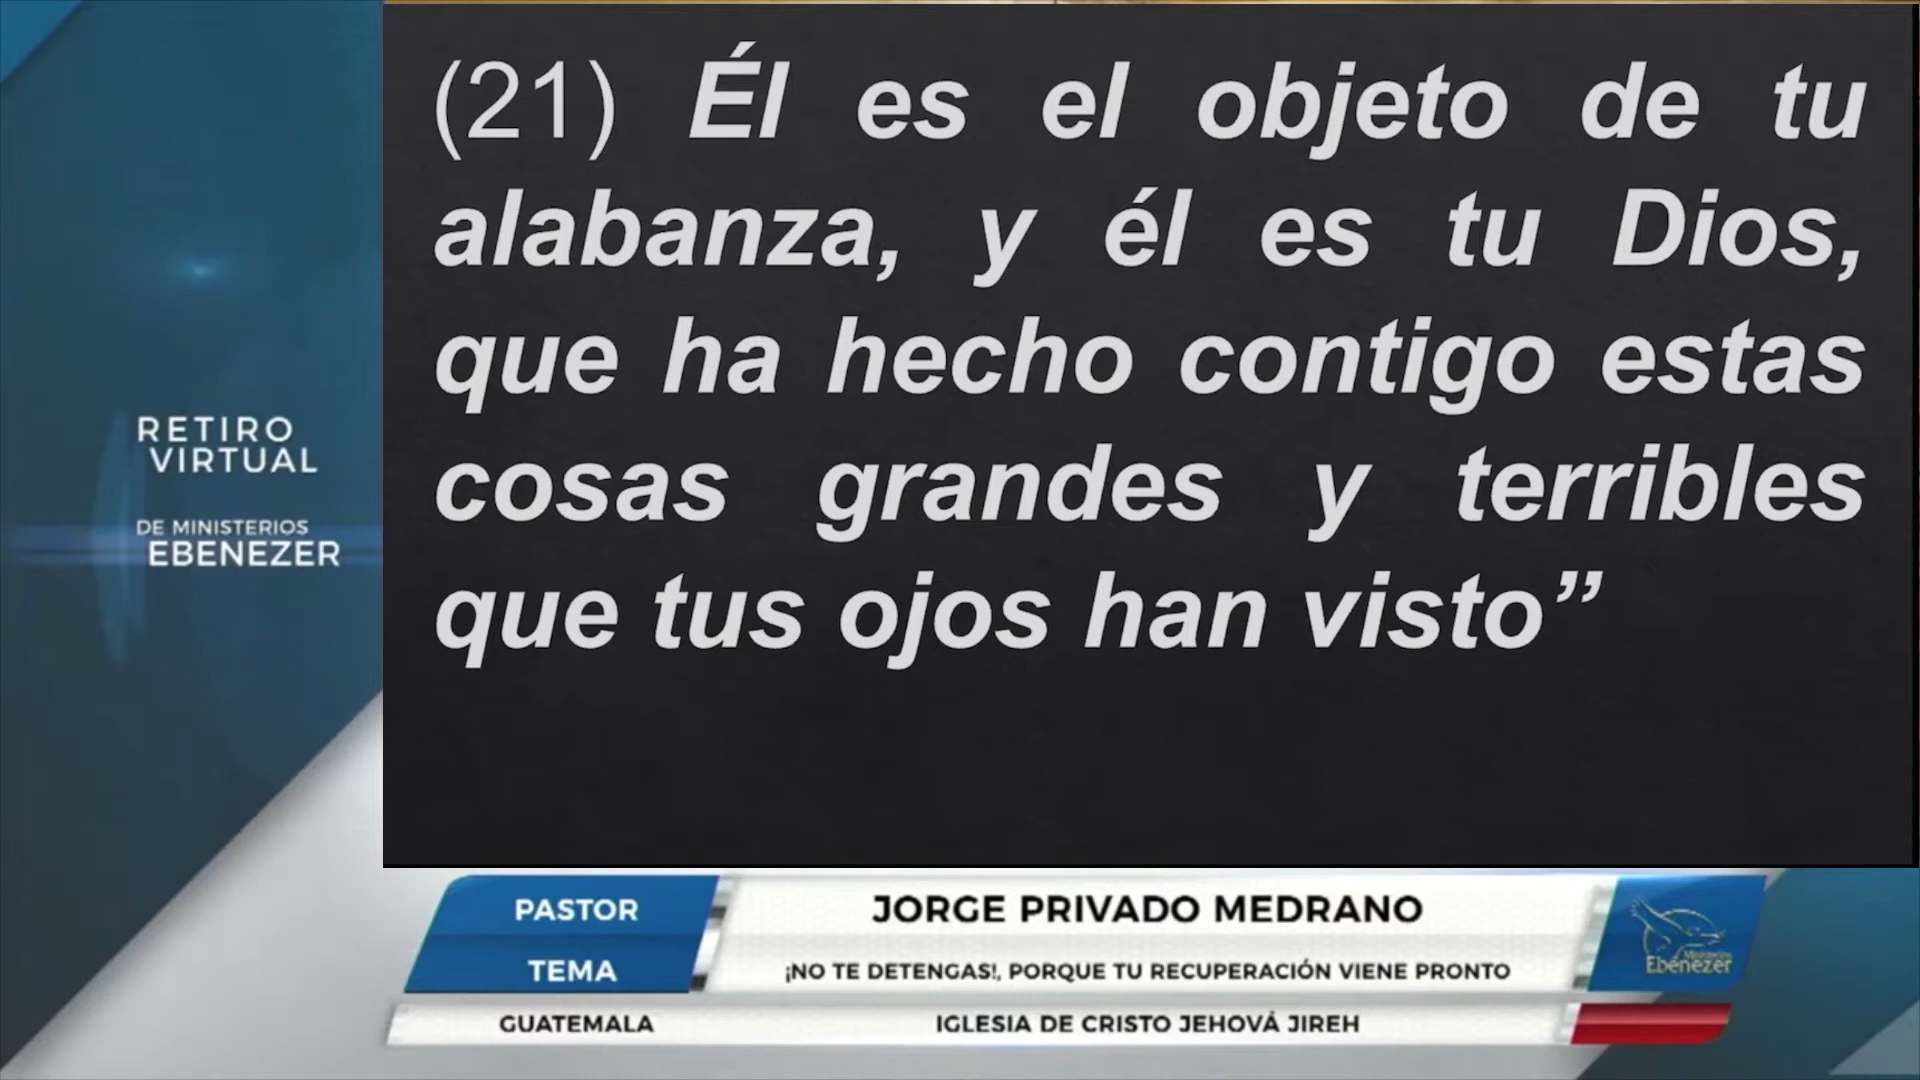 (21) Él es el objeto de tu
alabanza, y él es tu Dios,
que ha hecho contigo estas
cosas grandes y terribles
que tus ojos han visto”
RETIRO
VIRTUAL
DE MINISTERIOS
EBENEZER
PASTOR
JORGE PRIVADO MEDRANO
TEMA
¡NO TE DETENGAS!, PORQUE TU RECUPERACIÓN VIENE PRONTO
GUATEMALA
IGLESIA DE CRISTO JEHOVÁ JIREH
Ministerios
Ebenezer